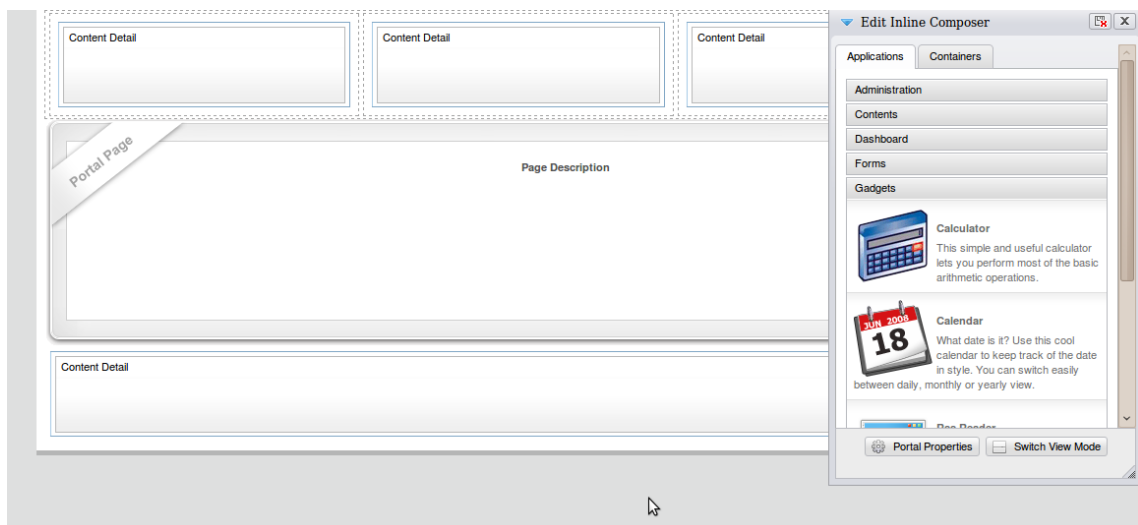 Content Detail
Content Detail
Content Detail
Portal Page
Page Description
Content Detail
Edit Inline Composer
Applications
Containers
Administration
Contents
Dashboard
Forms
Gadgets
Calculator
This simple and useful calculator
lets you perform most of the basic
arithmetic operations.
JUN 2008
18
Calendar
What date is it? Use this cool
calendar to keep track of the date
in style. You can switch easily
between daily, monthly or yearly view.
Portal Properties
Switch View Mode